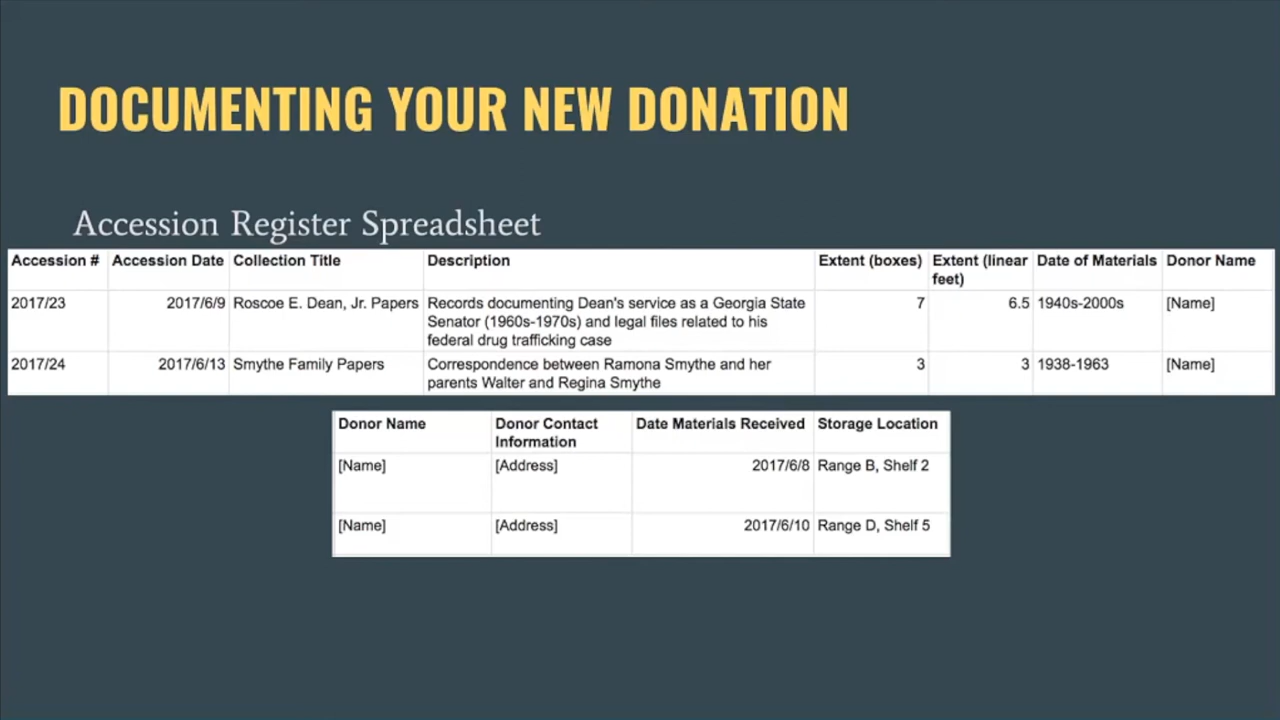 DOCUMENTING YOUR NEW DONATION
Accession Register Spreadsheet
Accession # Accession Date Collection Title Description Extent (boxes) Extent (linear feet) Date of Materials Donor Name
2017/23 2017/6/9 Roscoe E. Dean, Jr. Papers Records documenting Dean's service as a Georgia State 7 6.5 1940s-2000s [Name]
Senator (1960s-1970s) and legal files related to his
federal drug trafficking case
2017/24 2017/6/13 Smythe Family Papers Correspondence between Ramona Smythe and her 3 3 1938-1963 [Name]
parents Walter and Regina Smythe
Donor Name Donor Contact Information Date Materials Received Storage Location
[Name] [Address] 2017/6/8 Range B, Shelf 2
[Name] [Address] 2017/6/10 Range D, Shelf 5